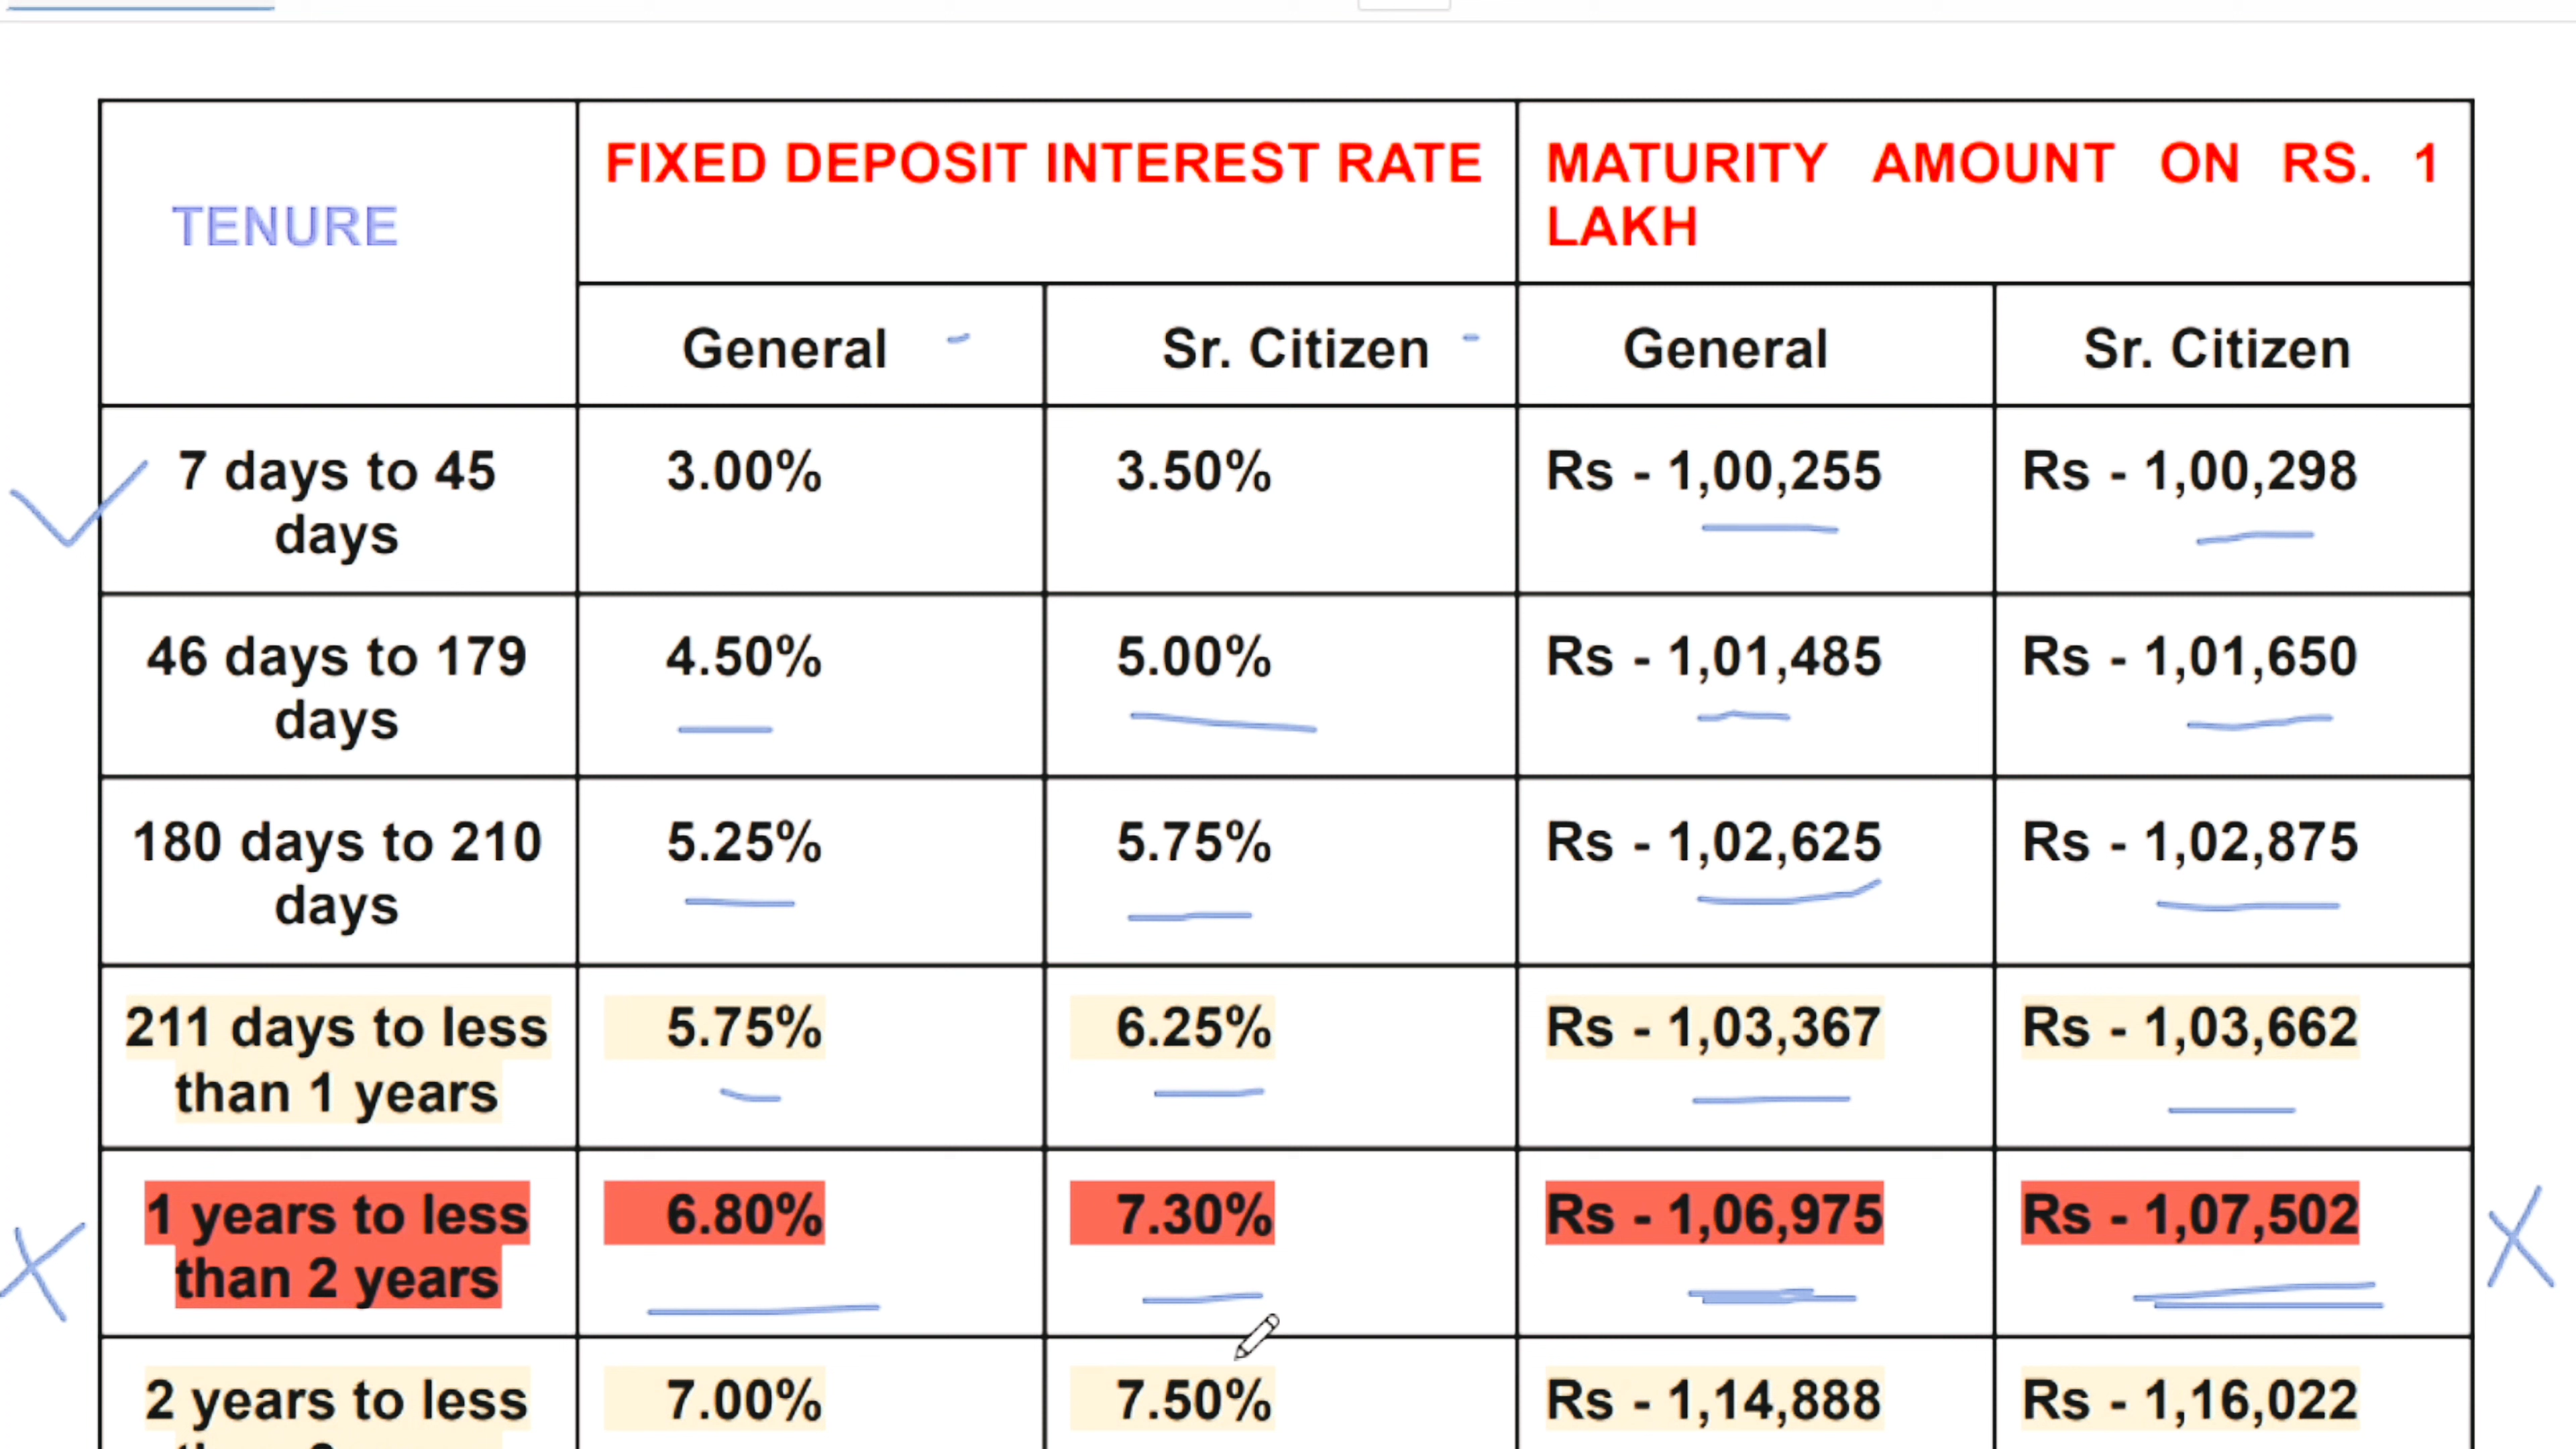 FIXED DEPOSIT INTEREST RATE
MATURITY AMOUNT ON RS. 1
LAKH
TENURE
General
Sr. Citizen
General
Sr. Citizen
7 days to 45
days
3.00%
3.50%
Rs - 1,00,255
Rs - 1,00,298
46 days to 179
days
4.50%
5.00%
Rs - 1,01,485
Rs - 1,01,650
180 days to 210
days
5.25%
5.75%
Rs - 1,02,625
Rs - 1,02,875
211 days to less
than 1 years
5.75%
6.25%
Rs - 1,03,367
Rs - 1,03,662
1 years to less
than 2 years
6.80%
7.30%
Rs - 1,06,975
Rs - 1,07,502
2 years to less
7.00%
7.50%
Rs - 1,14,888
Rs - 1,16,022